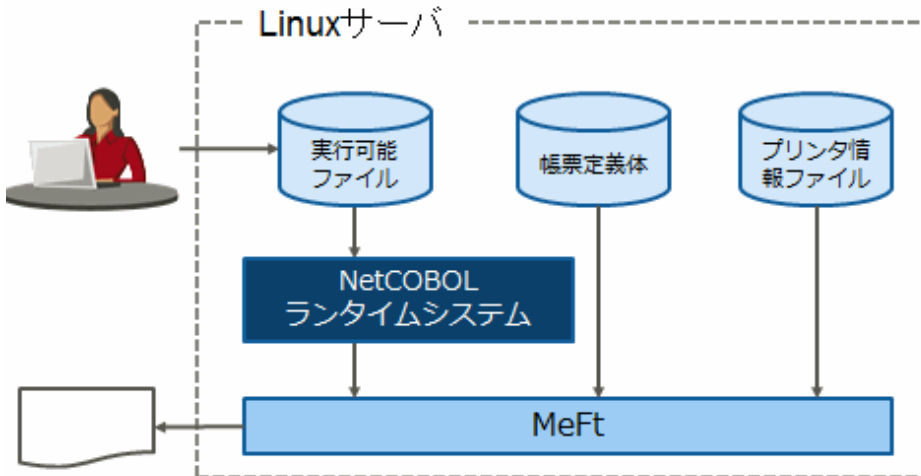 Linuxサーバ
実行可能
ファイル
帳票定義体
プリンタ情
報ファイル
NetCOBOL
ランタイムシステム
MeFt